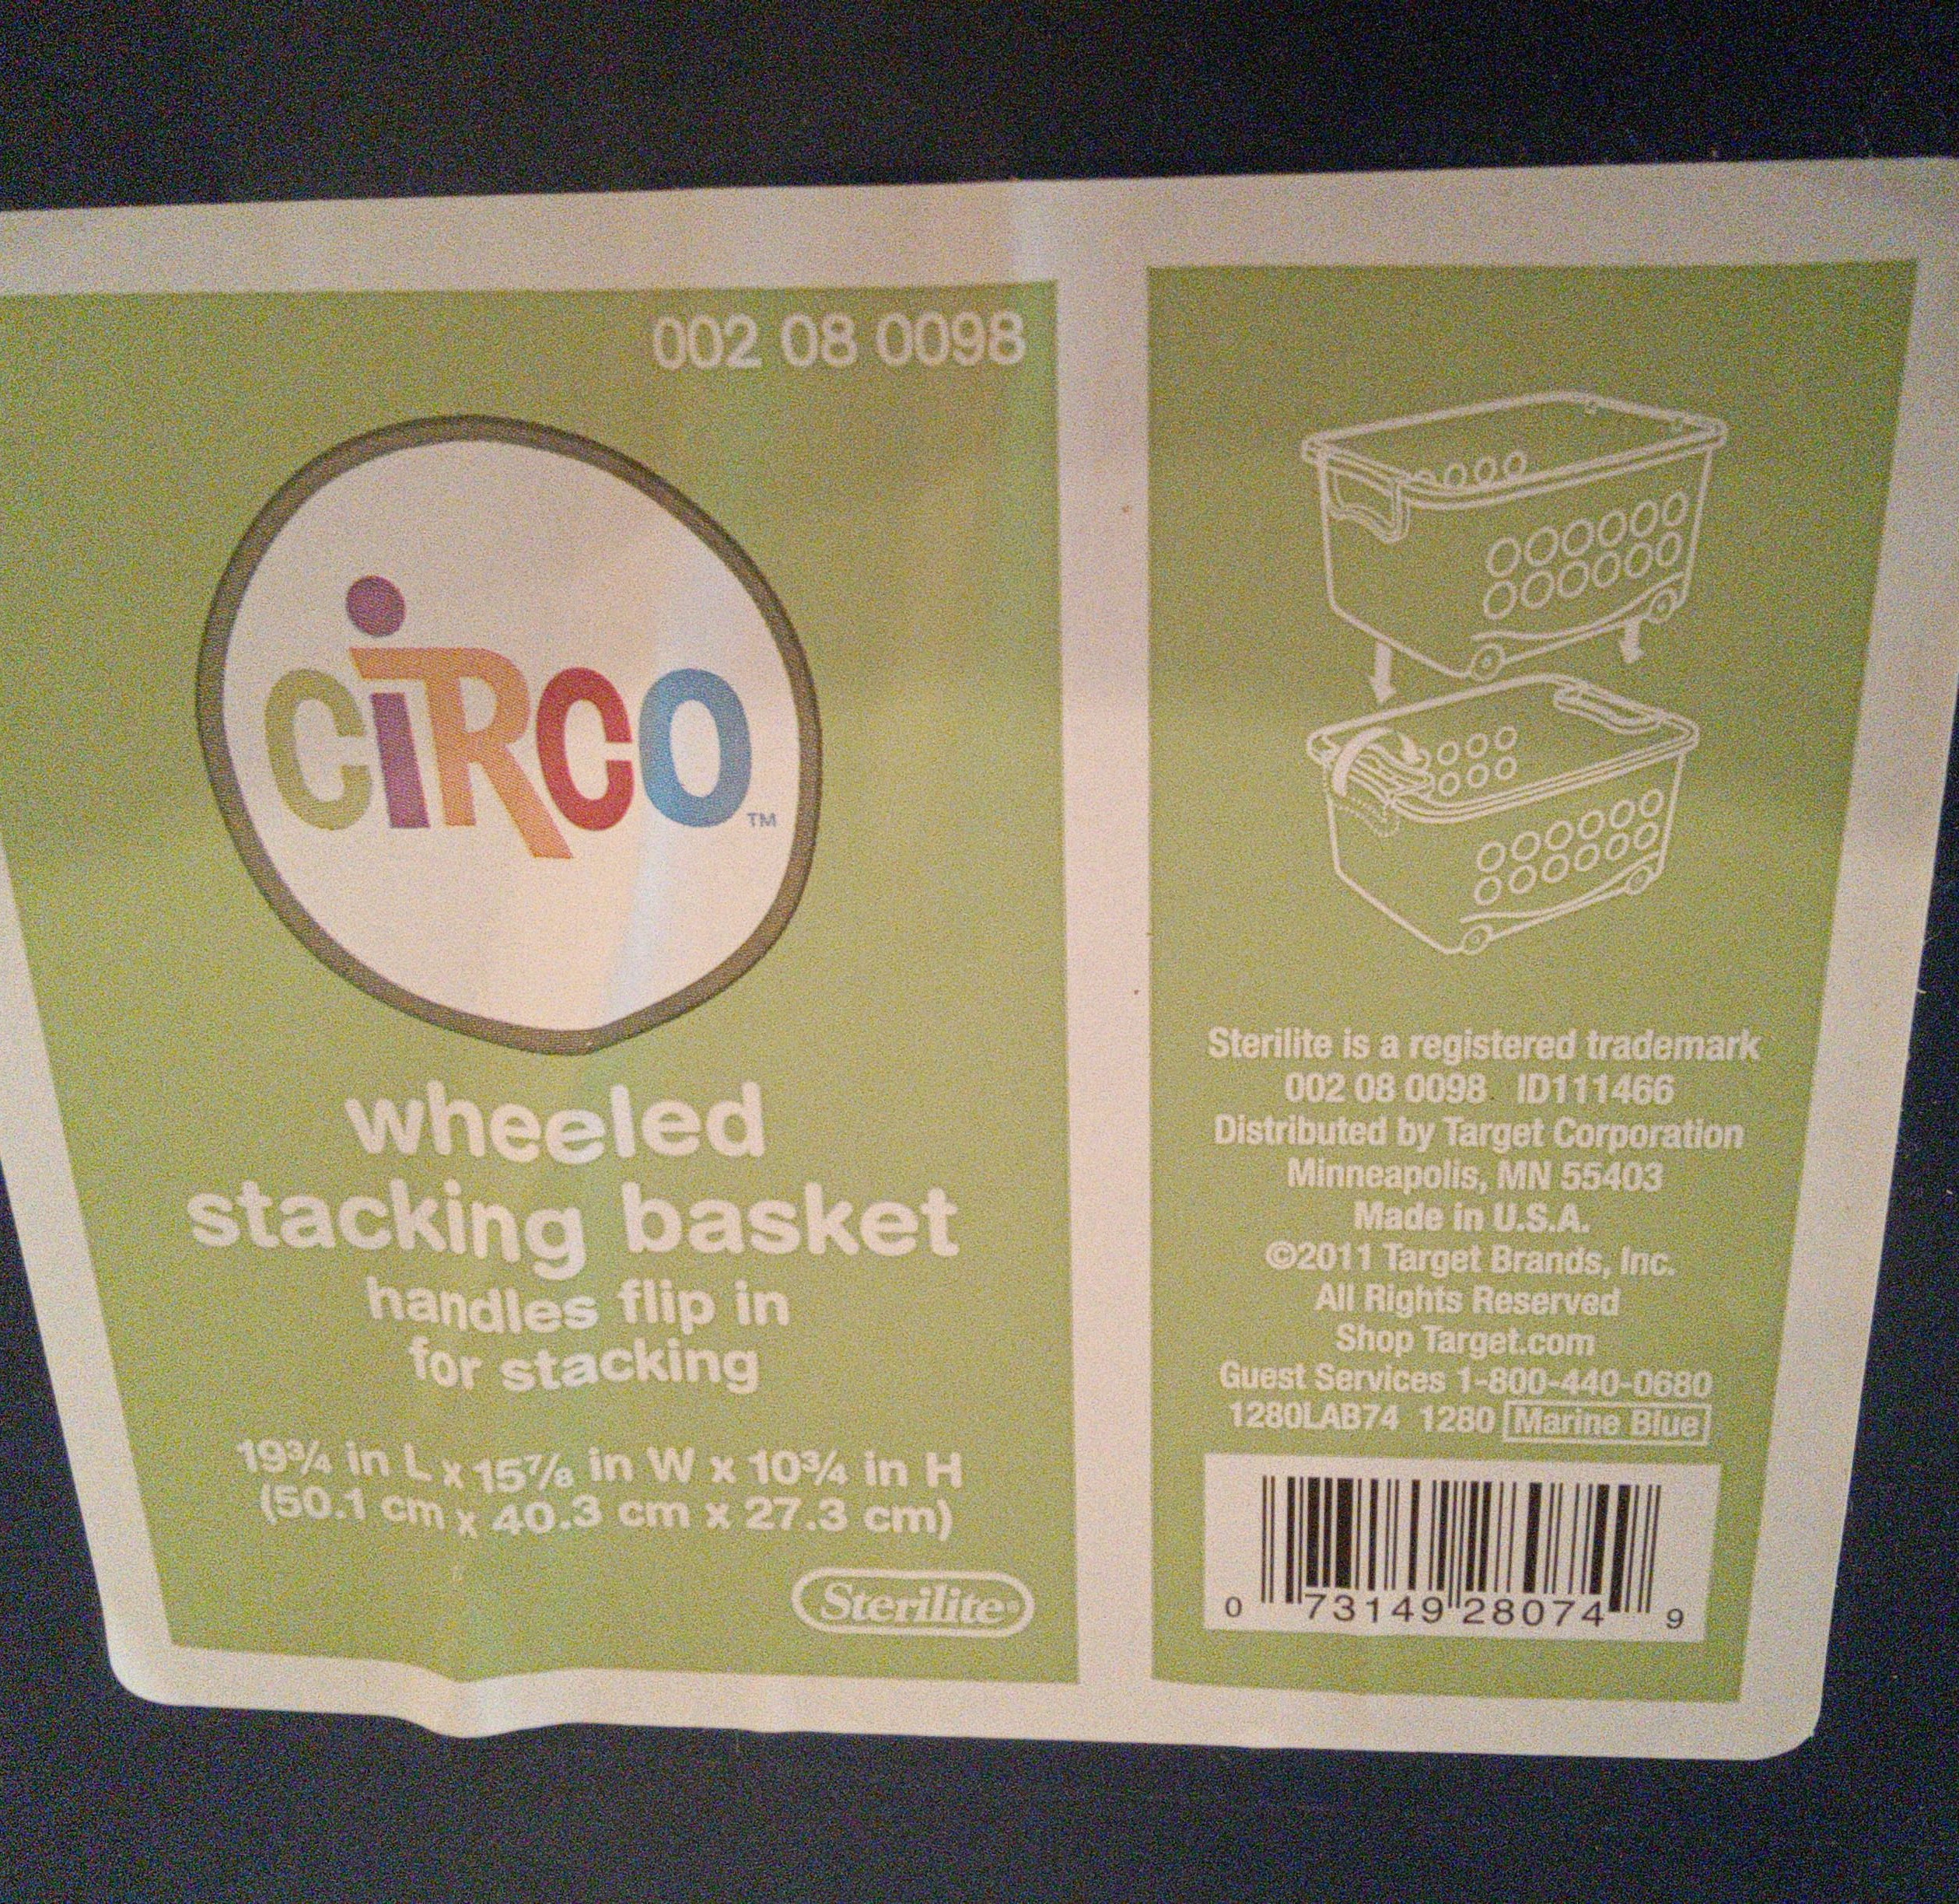 002 08 0098
ciRco™
wheeled
stacking basket
handles flip in
for stacking
19¾ in L x 15⅞ in W x 10¾ in H
(50.1 cm x 40.3 cm x 27.3 cm)
Sterilite®
Sterilite is a registered trademark
002 08 0098 ID111466
Distributed by Target Corporation
Minneapolis, MN 55403
Made in U.S.A.
©2011 Target Brands, Inc.
All Rights Reserved
Shop Target.com
Guest Services 1-800-440-0680
1280LAB74 1280 Marine Blue
0 73149 28074 9